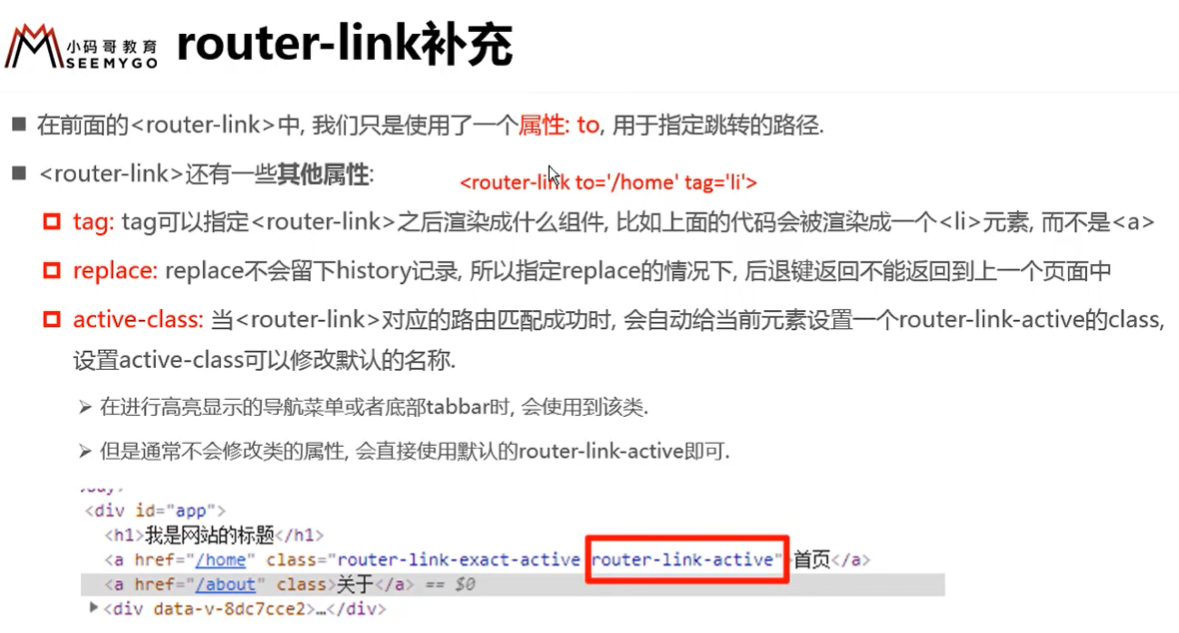 小码哥教育
SEEMYGO
router-link补充
在前面的<router-link>中, 我们只是使用了一个属性: to, 用于指定跳转的路径.
<router-link>还有一些其他属性:
<router-link to='/home' tag='li'>
tag: tag可以指定<router-link>之后渲染成什么组件, 比如上面的代码会被渲染成一个<li>元素, 而不是<a>
replace: replace不会留下history记录, 所以指定replace的情况下, 后退键返回不能返回到上一个页面中
active-class: 当<router-link>对应的路由匹配成功时, 会自动给当前元素设置一个router-link-active的class,
设置active-class可以修改默认的名称.
在进行高亮显示的导航菜单或者底部tabbar时, 会使用到该类.
但是通常不会修改类的属性, 会直接使用默认的router-link-active即可.
<div id="app">
<h1>我是网站的标题</h1>
<a href="/home" class="router-link-exact-active router-link-active">首页</a>
<a href="/about" class>关于</a> == $0
<div data-v-8dc7cce2>…</div>